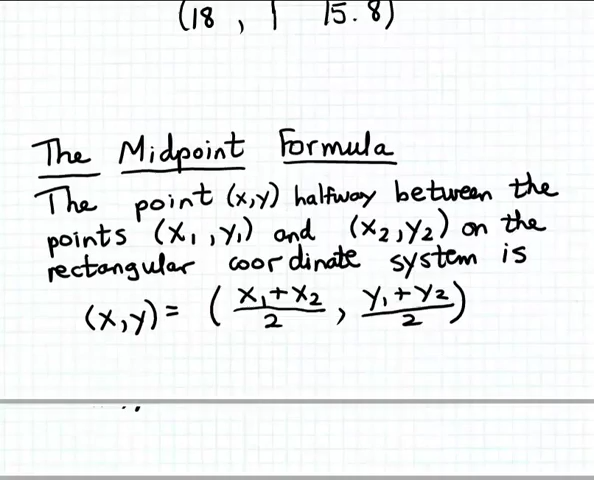 (18 , 1 15.8)
The Midpoint Formula
The point (x,y) halfway between the
points (x₁,y₁) and (x₂,y₂) on the
rectangular coordinate system is
(x,y) = ( x₁+x₂/2 , y₁+y₂/2 )